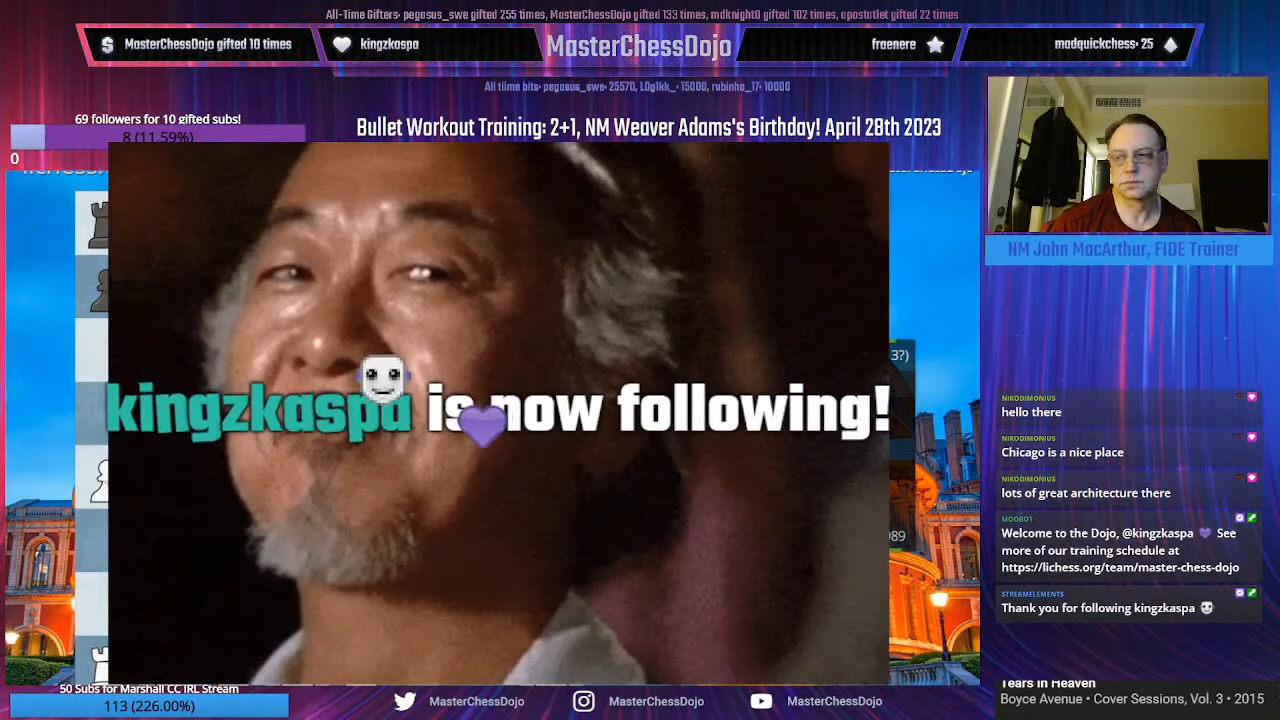 All-Time Gifters: pegasus_swe gifted 255 times, MasterChessDojo gifted 133 times, mdknight0 gifted 102 times, apostatlet gifted 22 times
MasterChessDojo gifted 10 times
kingzkaspa
MasterChessDojo
fraenere
madquickchess: 25
All tiime bits: pegasus_swe: 25570, L0g1kk_: 15000, rubinho_17: 10000
69 followers for 10 gifted subs!
8 (11.59%)
0
Bullet Workout Training: 2+1, NM Weaver Adams's Birthday! April 28th 2023
NM John MacArthur, FIDE Trainer
3?)
kingzkaspa is now following!
989
NIKODIMONIUS
hello there
NIKODIMONIUS
Chicago is a nice place
NIKODIMONIUS
lots of great architecture there
MOOBOT
Welcome to the Dojo, @kingzkaspa 💜 See
more of our training schedule at
https://lichess.org/team/master-chess-dojo
STREAMELEMENTS
Thank you for following kingzkaspa
50 Subs for Marshall CC IRL Stream
113 (226.00%)
MasterChessDojo
MasterChessDojo
MasterChessDojo
Tears In Heaven
Boyce Avenue • Cover Sessions, Vol. 3 • 2015